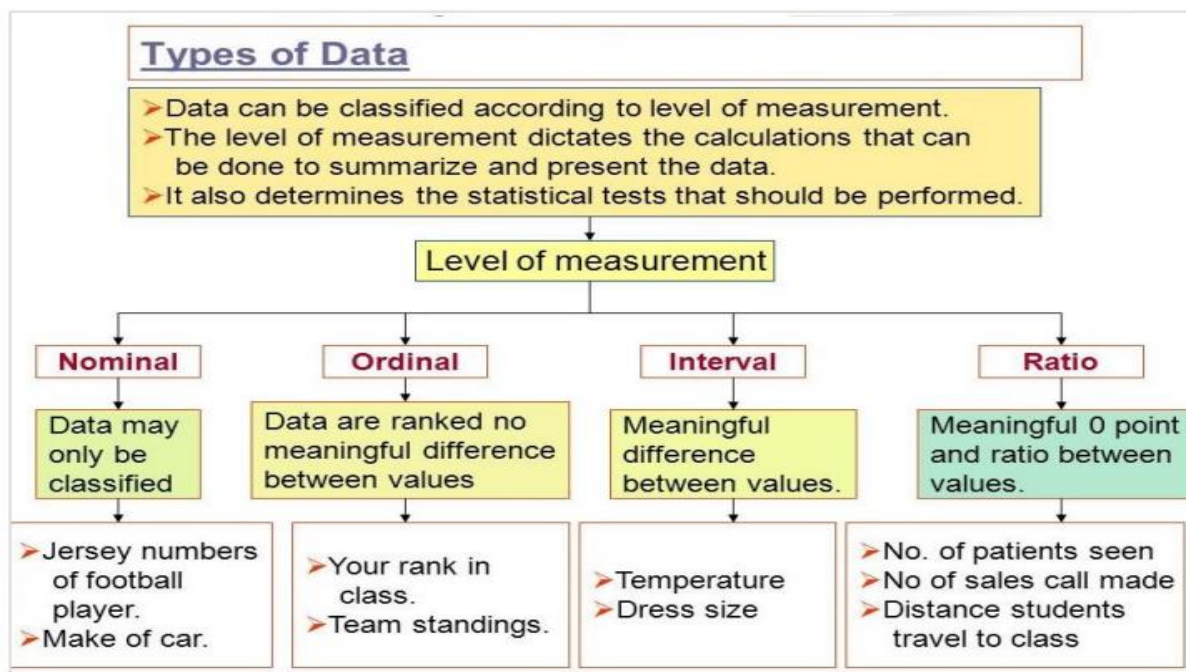 Types of Data
➢Data can be classified according to level of measurement.
➢The level of measurement dictates the calculations that can
be done to summarize and present the data.
➢It also determines the statistical tests that should be performed.
Level of measurement
Nominal
Data may
only be
classified
➢Jersey numbers
of football
player.
➢Make of car.
Ordinal
Data are ranked no
meaningful difference
between values
➢Your rank in
class.
➢Team standings.
Interval
Meaningful
difference
between values.
➢Temperature
➢Dress size
Ratio
Meaningful 0 point
and ratio between
values.
➢No. of patients seen
➢No of sales call made
➢Distance students
travel to class